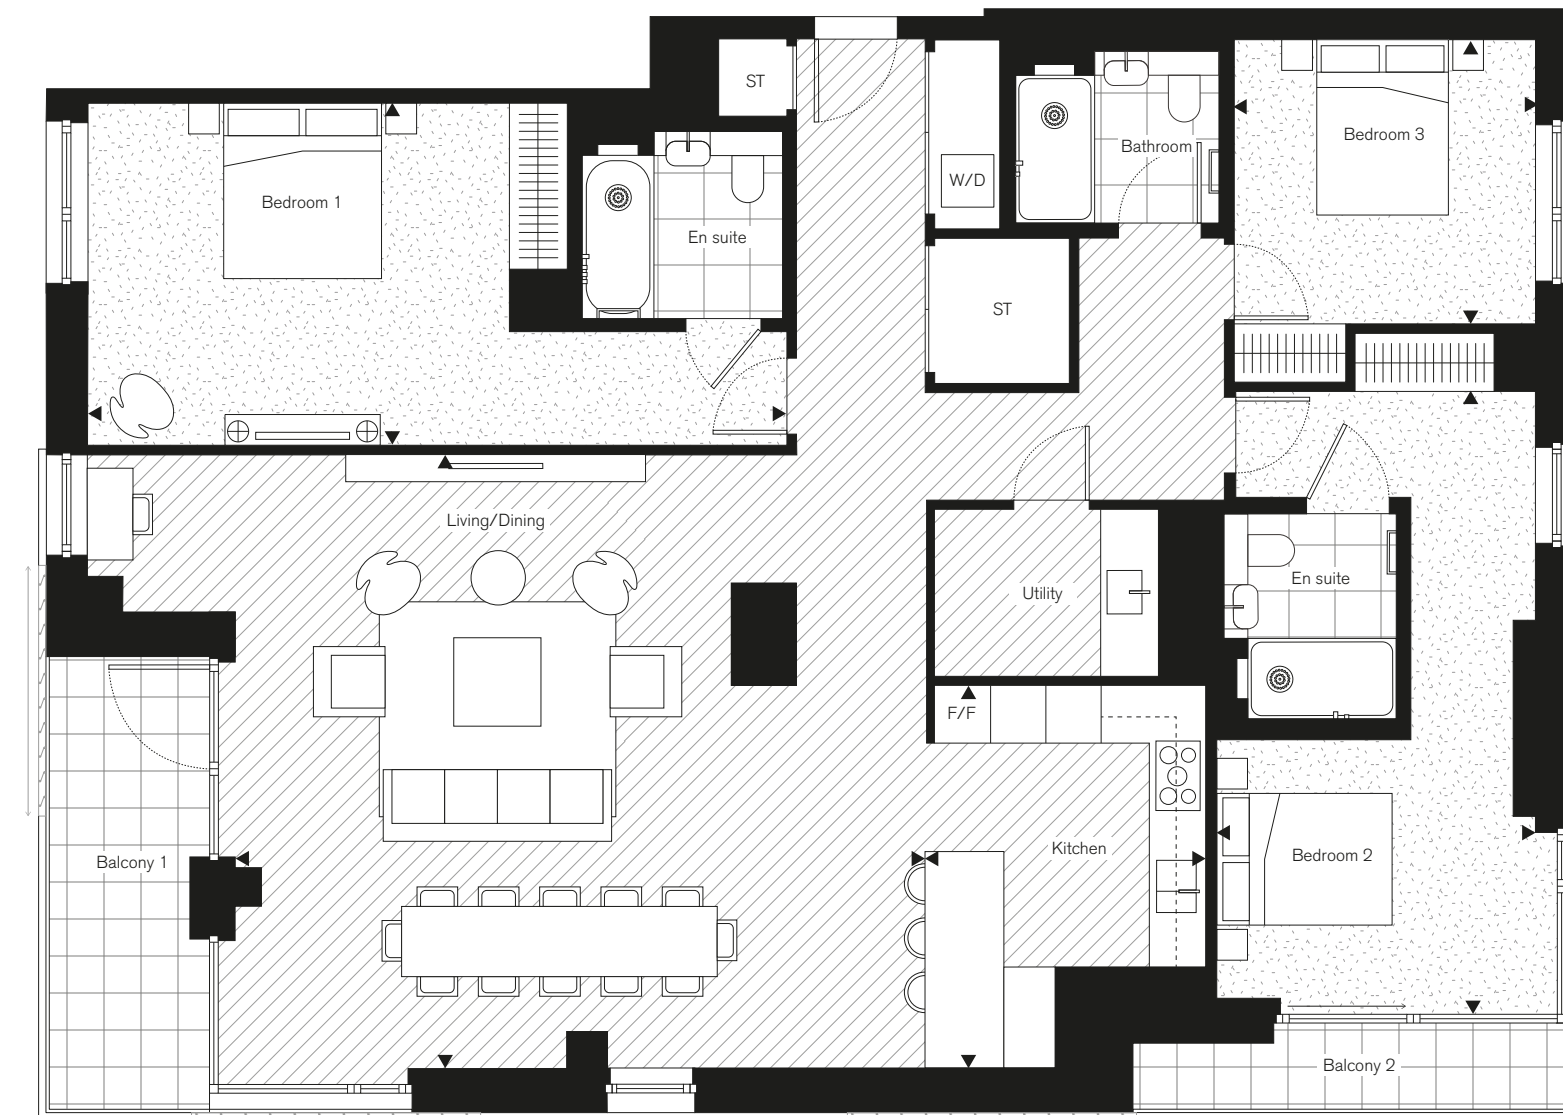 ST
Bedroom 3
Bathroom
W/D
Bedroom 1
En suite
ST
Living/Dining
En suite
Utility
F/F
Kitchen
Bedroom 2
Balcony 1
Balcony 2